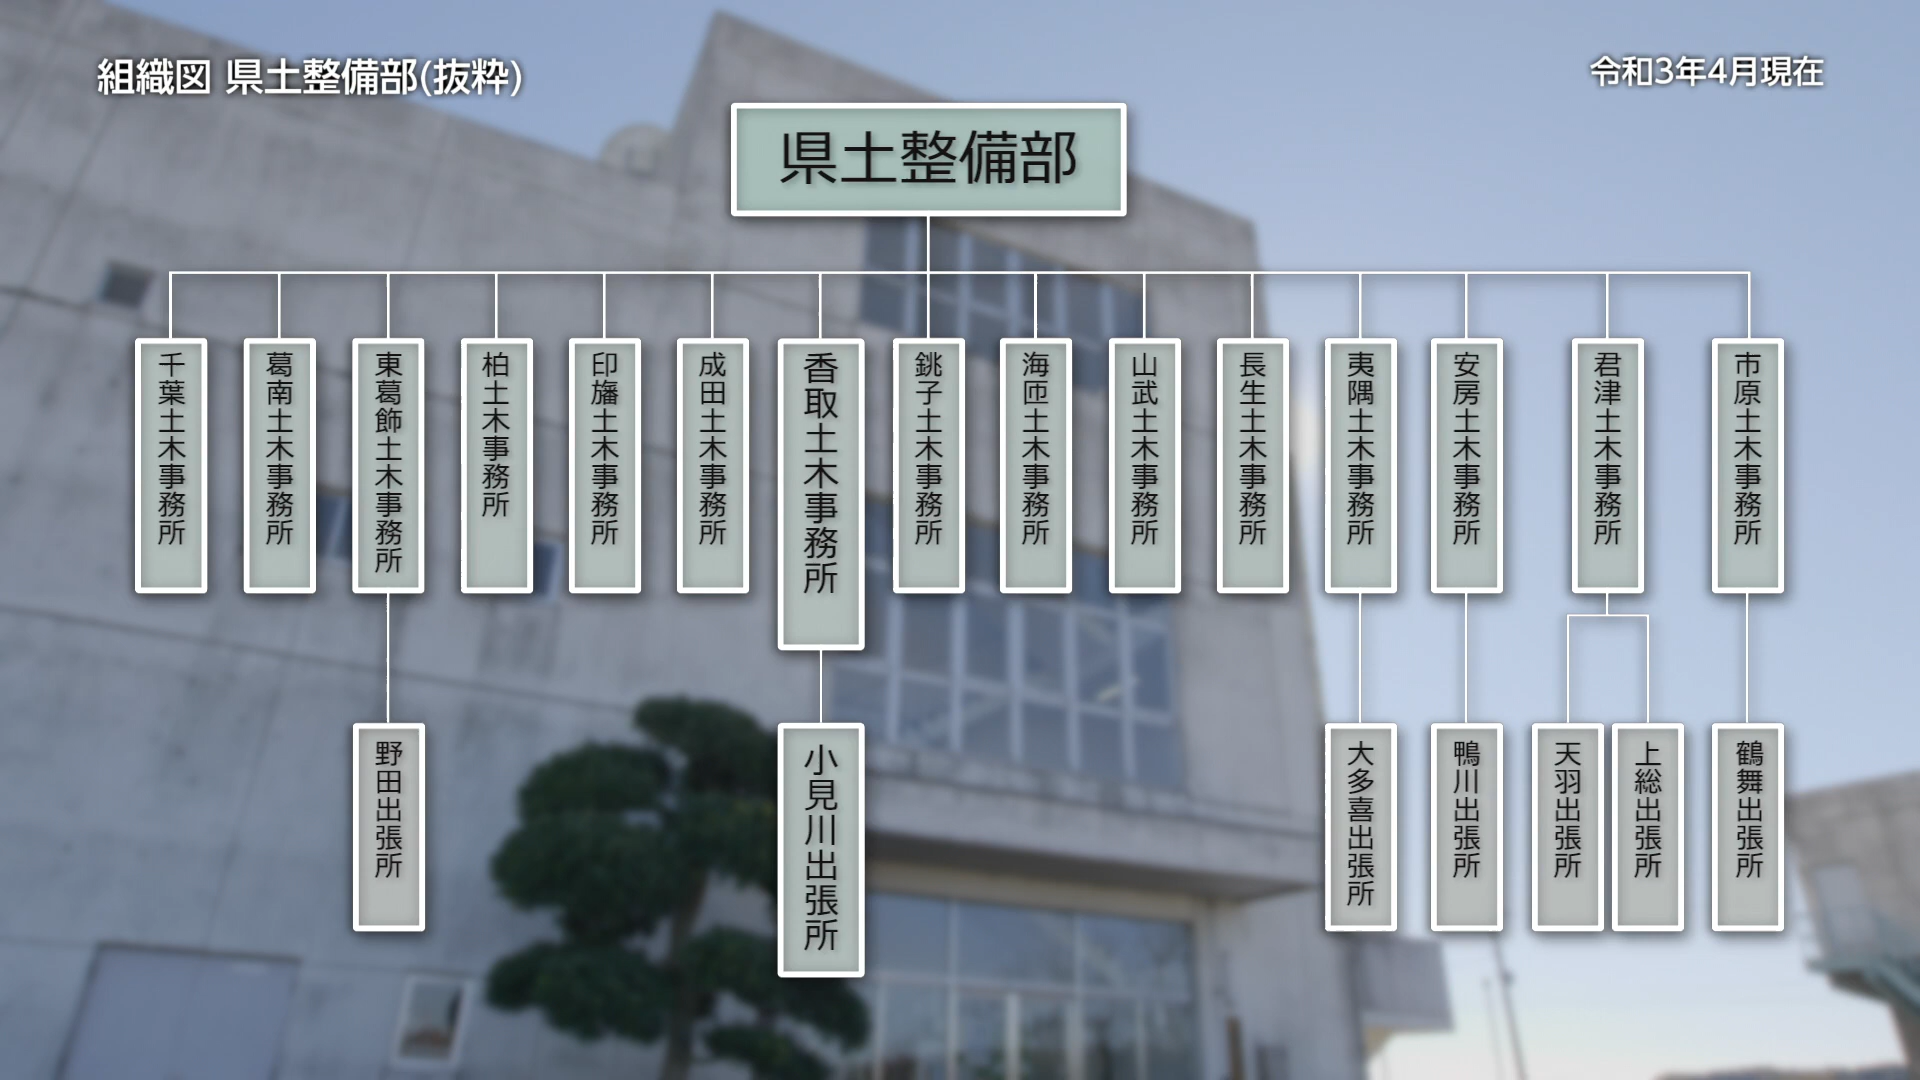 組織図 県土整備部(抜粋)
令和3年4月現在
県土整備部
千葉土木事務所
葛南土木事務所
東葛飾土木事務所
柏土木事務所
印旛土木事務所
成田土木事務所
香取土木事務所
銚子土木事務所
海匝土木事務所
山武土木事務所
長生土木事務所
夷隅土木事務所
安房土木事務所
君津土木事務所
市原土木事務所
野田出張所
小見川出張所
大多喜出張所
鴨川出張所
天羽出張所
上総出張所
鶴舞出張所